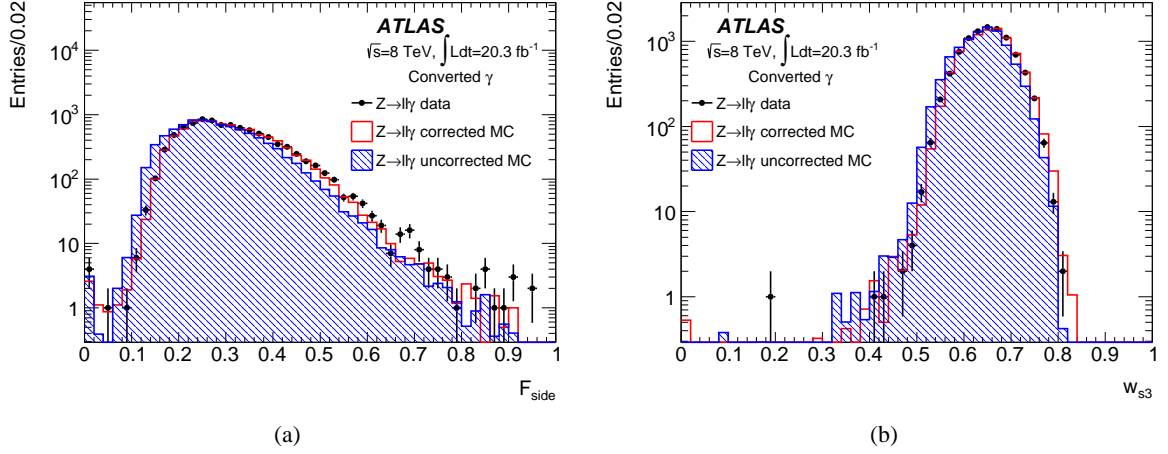 Entries/0.02
10⁴
10³
10²
10
1
ATLAS
√s=8 TeV, ∫Ldt=20.3 fb⁻¹
Converted γ
Z→llγ data
Z→llγ corrected MC
Z→llγ uncorrected MC
0 0.1 0.2 0.3 0.4 0.5 0.6 0.7 0.8 0.9 1
F_side
(a)
Entries/0.02
10³
10²
10
1
ATLAS
√s=8 TeV, ∫Ldt=20.3 fb⁻¹
Converted γ
Z→llγ data
Z→llγ corrected MC
Z→llγ uncorrected MC
0 0.1 0.2 0.3 0.4 0.5 0.6 0.7 0.8 0.9 1
w_s3
(b)